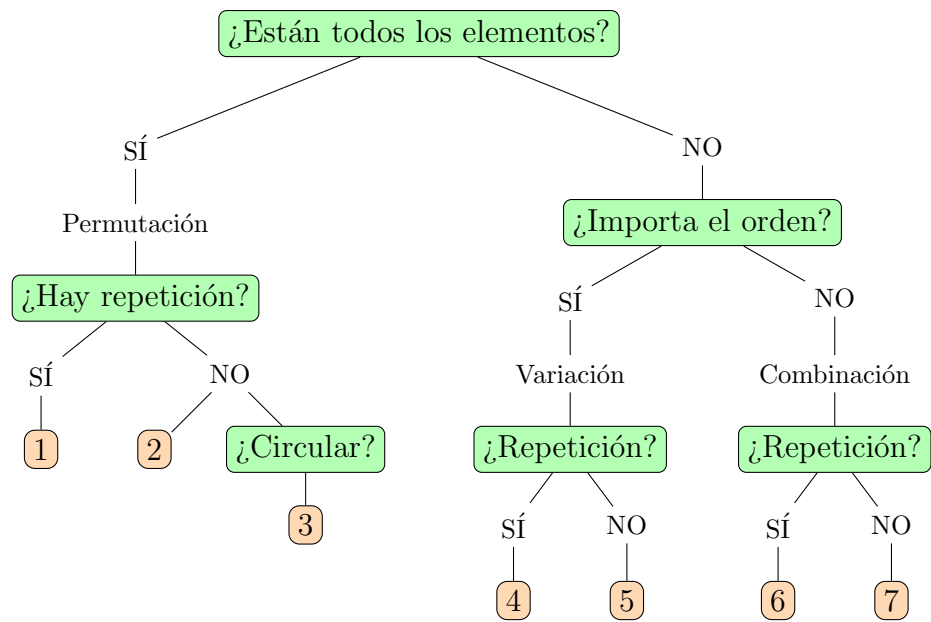 ¿Están todos los elementos?
SÍ
NO
Permutación
¿Importa el orden?
¿Hay repetición?
SÍ
NO
SÍ
NO
Variación
Combinación
1
2
¿Circular?
¿Repetición?
¿Repetición?
3
SÍ
NO
SÍ
NO
4
5
6
7